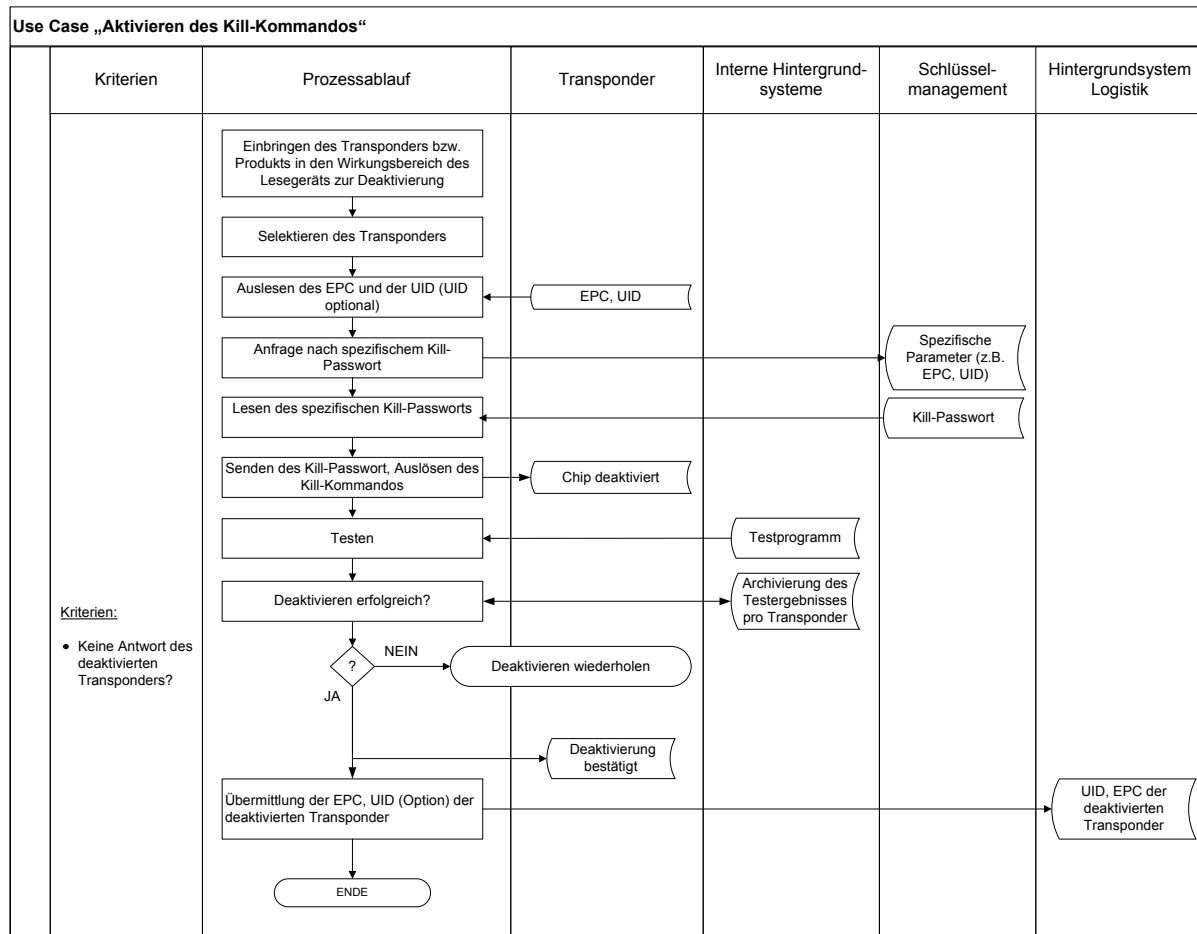 Use Case „Aktivieren des Kill-Kommandos“
Kriterien
Prozessablauf
Transponder
Interne Hintergrund-
systeme
Schlüssel-
management
Hintergrundsystem
Logistik
Einbringen des Transponders bzw.
Produkts in den Wirkungsbereich des
Lesegeräts zur Deaktivierung
Selektieren des Transponders
Auslesen des EPC und der UID (UID
optional)
EPC, UID
Anfrage nach spezifischem Kill-
Passwort
Spezifische
Parameter (z.B.
EPC, UID)
Lesen des spezifischen Kill-Passworts
Kill-Passwort
Senden des Kill-Passwort, Auslösen des
Kill-Kommandos
Chip deaktiviert
Testen
Testprogramm
Deaktivieren erfolgreich?
Archivierung des
Testergebnisses
pro Transponder
Kriterien:
• Keine Antwort des
deaktivierten
Transponders?
?
NEIN
Deaktivieren wiederholen
JA
Deaktivierung
bestätigt
Übermittlung der EPC, UID (Option) der
deaktivierten Transponder
UID, EPC der
deaktivierten
Transponder
ENDE